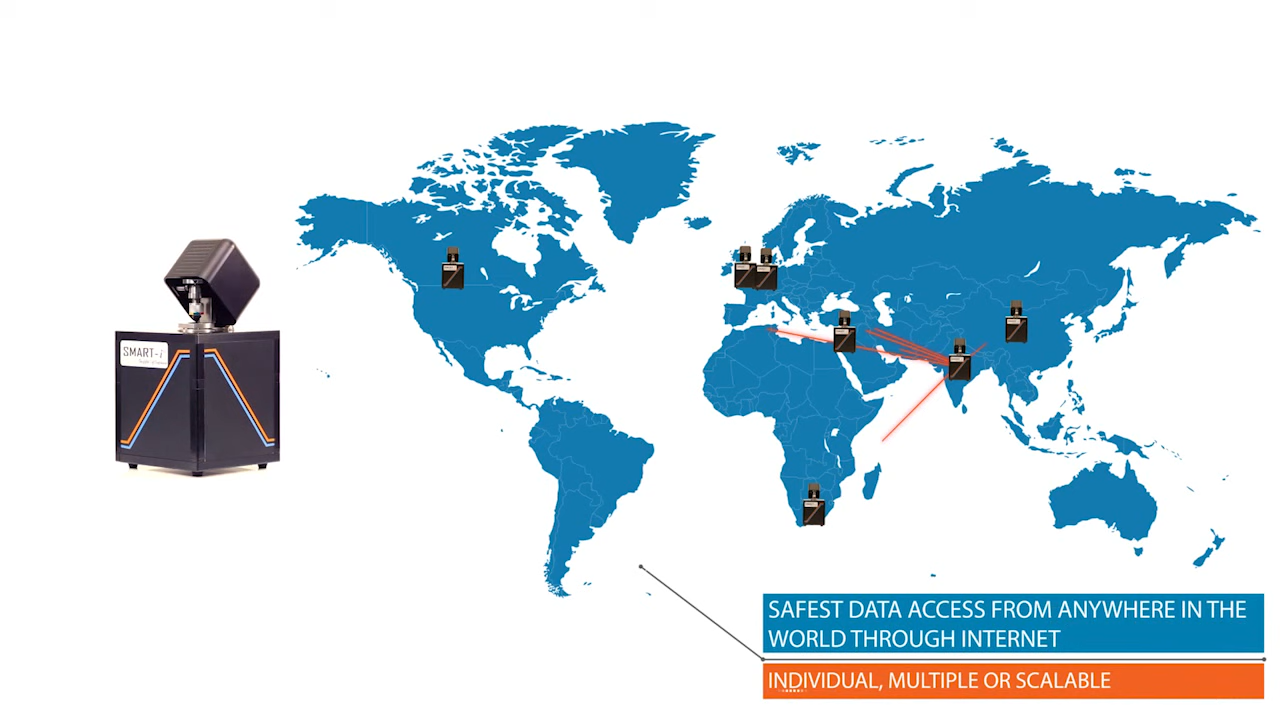 SMART-i
SAFEST DATA ACCESS FROM ANYWHERE IN THE
WORLD THROUGH INTERNET
INDIVIDUAL, MULTIPLE OR SCALABLE